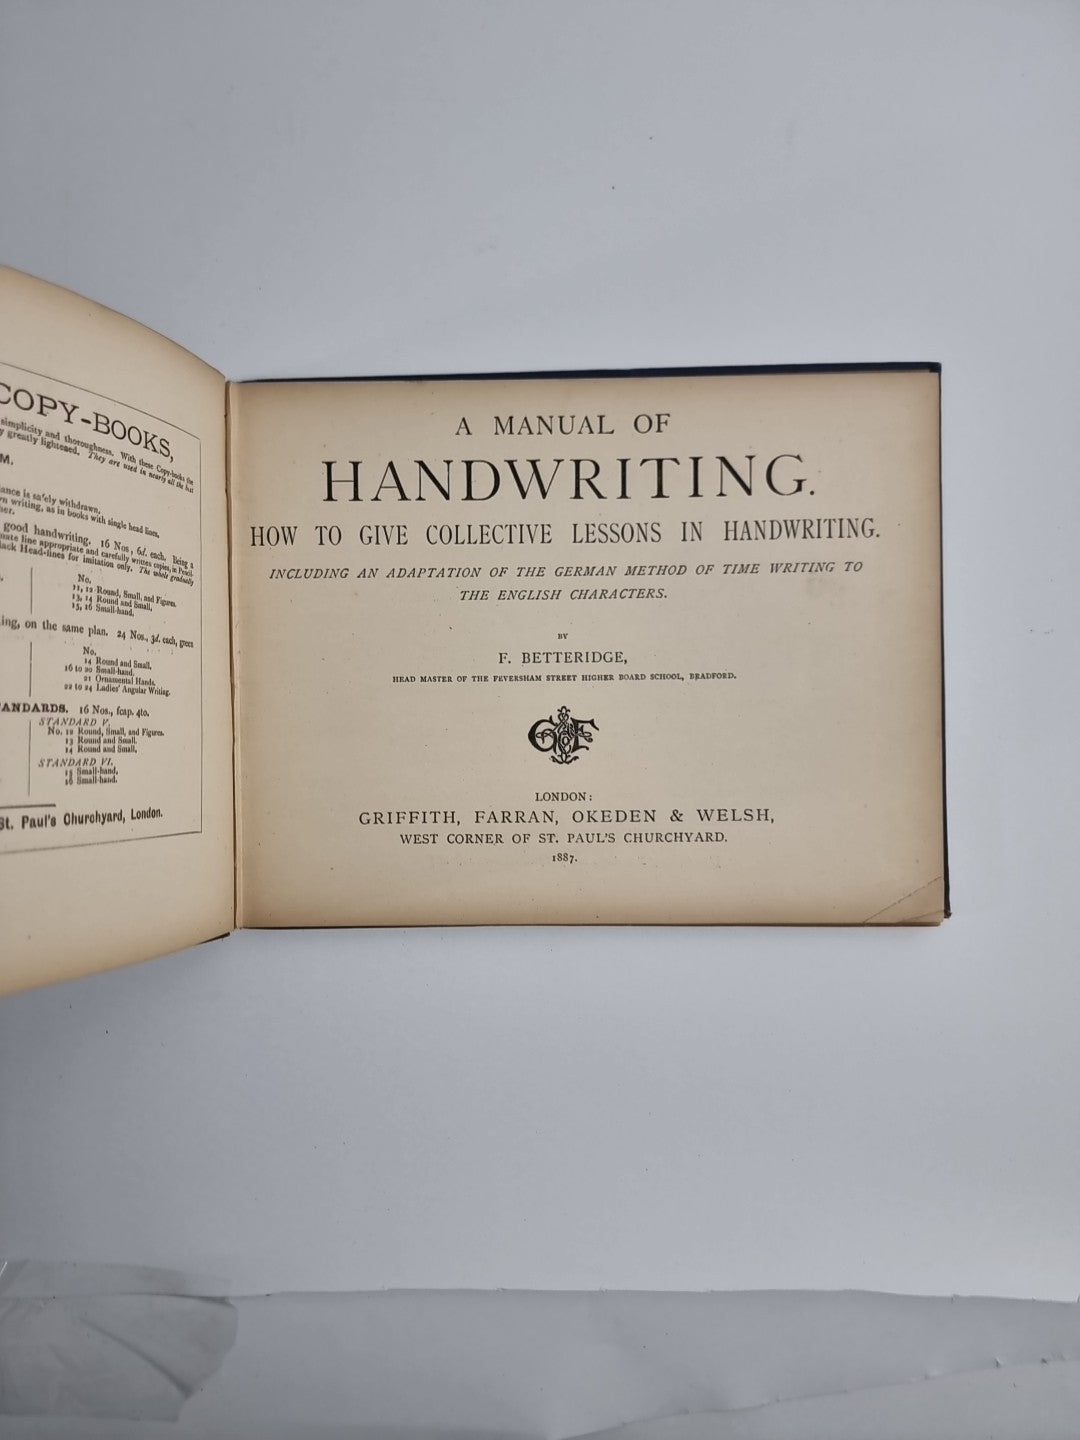 COPY-BOOKS,
simplicity and thoroughness. With these Copy-books the
greatly lightened. They are used in nearly all the best
M.
ance is safely withdrawn,
writing, as in books with single head lines,
her.
good handwriting. 16 Nos, 6d. each. Being a
mate line appropriate and carefully written copies, in Pencil-
lack Head-lines for imitation only. The whole gradually
No.
11, 12 Round, Small, and Figures.
13, 14 Round and Small,
15, 16 Small-hand.
ing, on the same plan. 24 Nos., 3d. each, green
No.
14 Round and Small.
16 to 20 Small-hand.
21 Ornamental Hands.
22 to 24 Ladies' Angular Writing.
ANDARDS. 16 Nos., fcap. 4to.
STANDARD V.
No. 12 Round, Small, and Figures.
13 Round and Small.
14 Round and Small,
STANDARD VI.
15 Small-hand,
16 Small-hand.
St. Paul's Churchyard, London.
A MANUAL OF
HANDWRITING.
HOW TO GIVE COLLECTIVE LESSONS IN HANDWRITING.
INCLUDING AN ADAPTATION OF THE GERMAN METHOD OF TIME WRITING TO
THE ENGLISH CHARACTERS.
BY
F. BETTERIDGE,
HEAD MASTER OF THE FEVERSHAM STREET HIGHER BOARD SCHOOL, BRADFORD.
LONDON:
GRIFFITH, FARRAN, OKEDEN & WELSH,
WEST CORNER OF ST. PAUL'S CHURCHYARD.
1887.